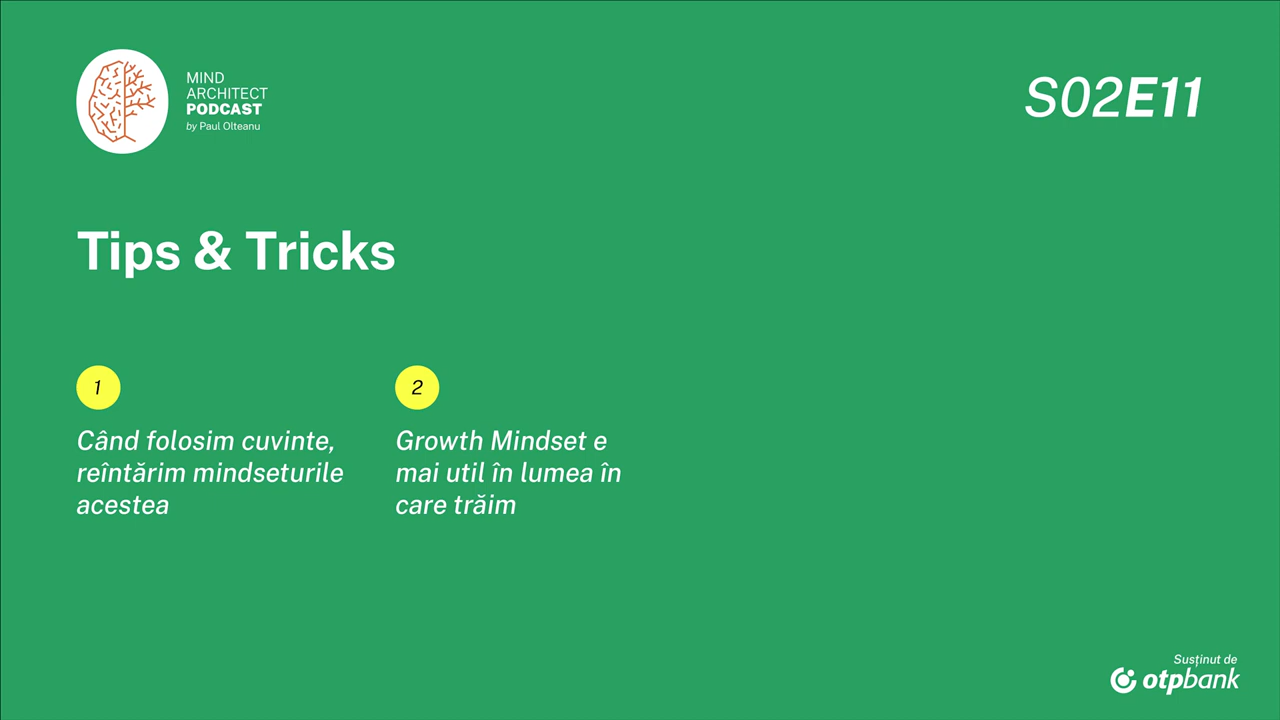 MIND
ARCHITECT
PODCAST
by Paul Olteanu
S02E11
Tips & Tricks
1
Când folosim cuvinte,
reîntărim mindseturile
acestea
2
Growth Mindset e
mai util în lumea în
care trăim
Susținut de
otpbank